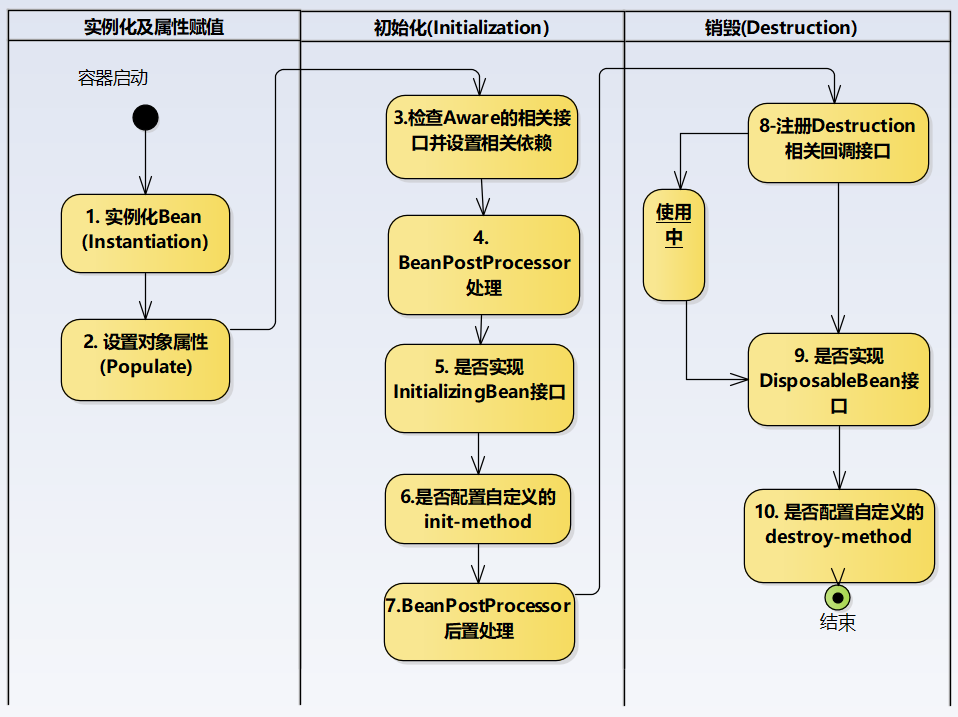 实例化及属性赋值
初始化(Initialization)
销毁(Destruction)
容器启动
1. 实例化Bean
(Instantiation)
2. 设置对象属性
(Populate)
3.检查Aware的相关接
口并设置相关依赖
4.
BeanPostProcessor
处理
5. 是否实现
InitializingBean接口
6.是否配置自定义的
init-method
7.BeanPostProcessor
后置处理
8-注册Destruction
相关回调接口
使用
中
9. 是否实现
DisposableBean接
口
10. 是否配置自定义的
destroy-method
结束